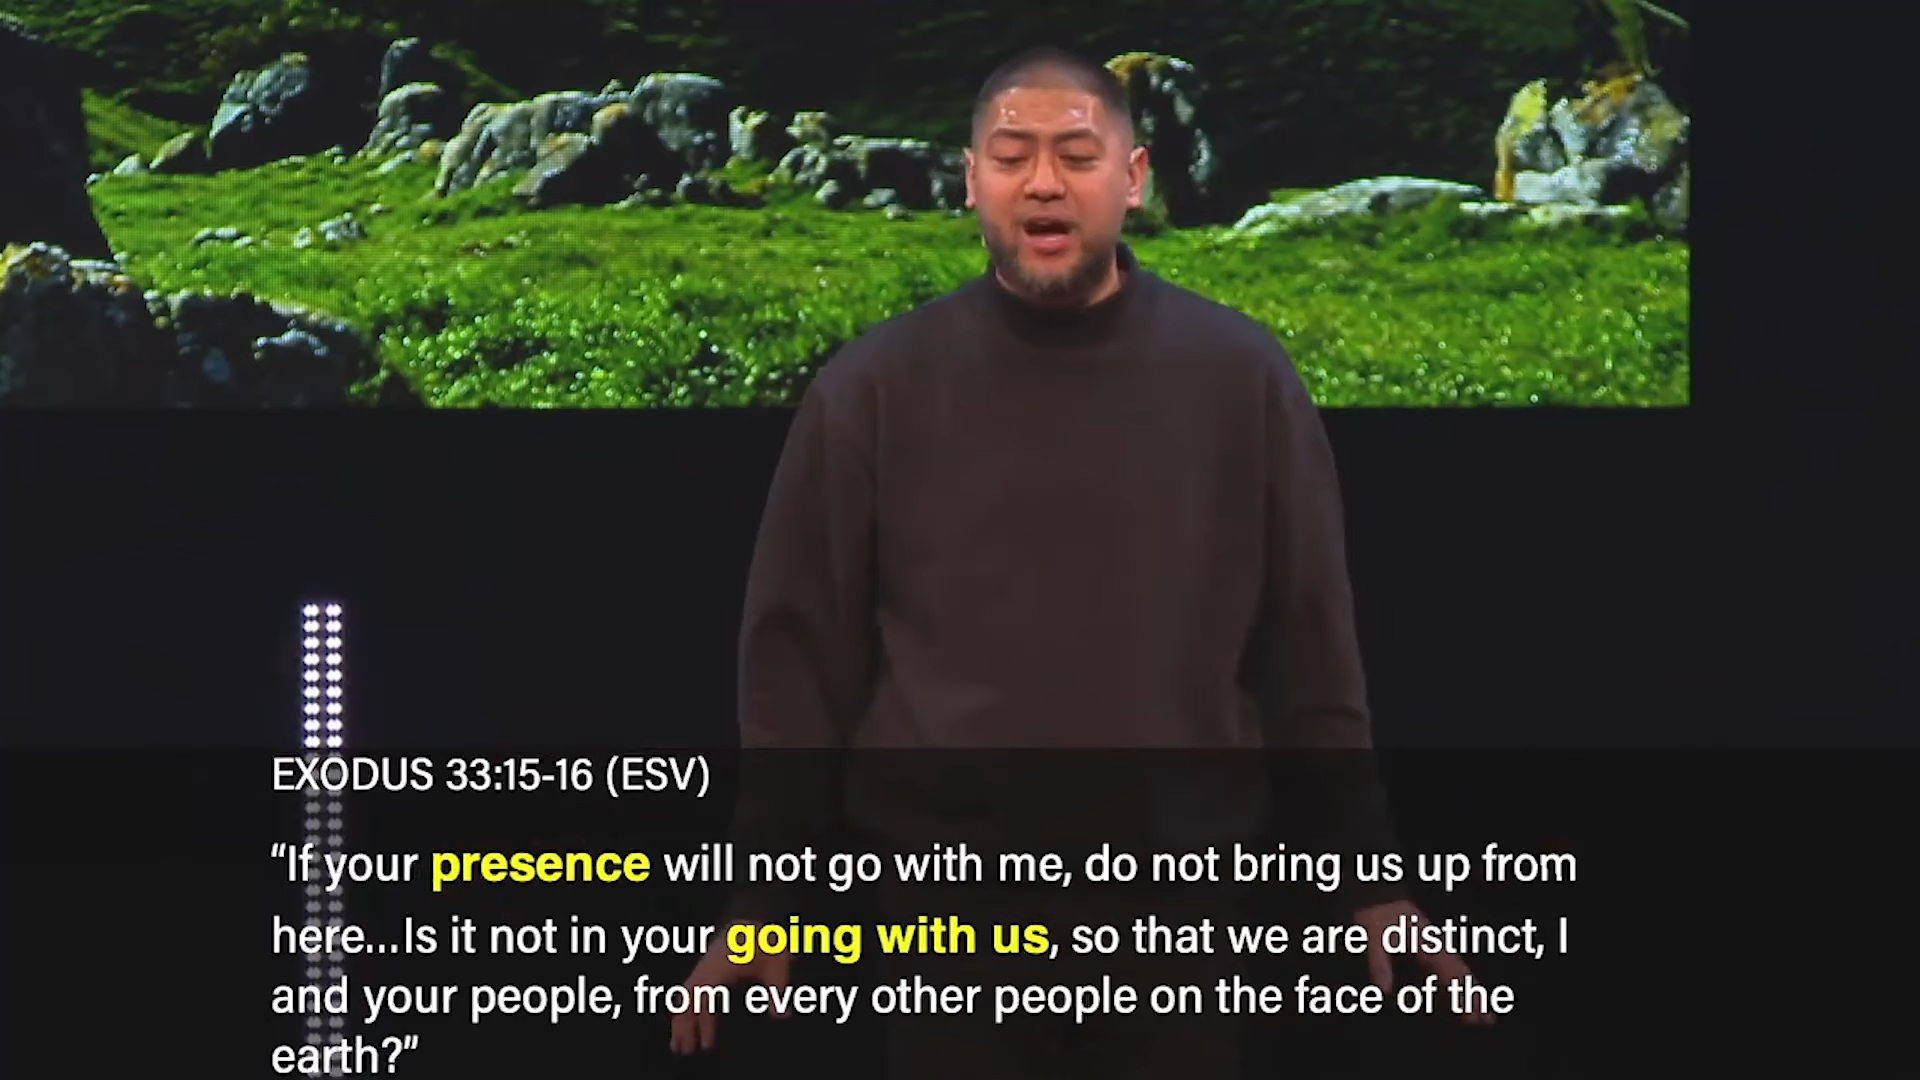 EXODUS 33:15-16 (ESV)
“If your presence will not go with me, do not bring us up from
here...Is it not in your going with us, so that we are distinct, I
and your people, from every other people on the face of the
earth?”